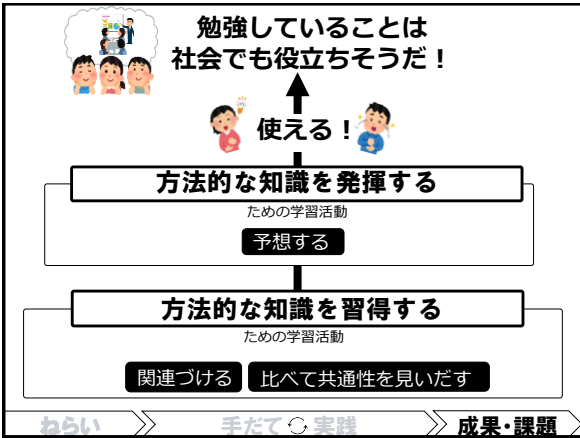 勉強していることは
社会でも役立ちそうだ！
使える！
方法的な知識を発揮する
ための学習活動
予想する
方法的な知識を習得する
ための学習活動
関連づける 比べて共通性を見いだす
ねらい 手だて 実践 成果・課題